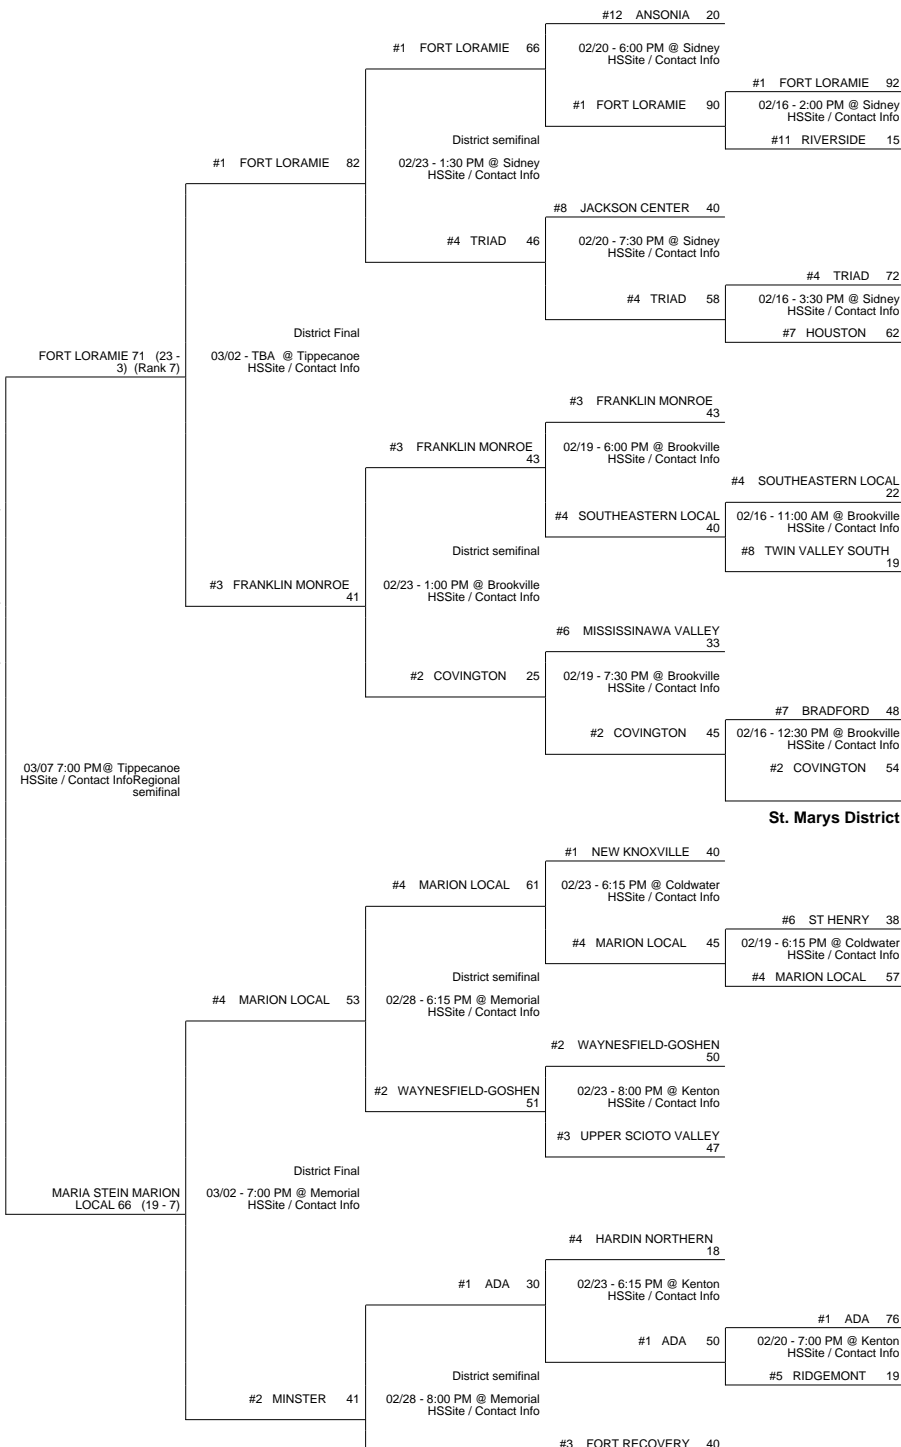 #12 ANSONIA 20
#1 FORT LORAMIE 66
02/20 - 6:00 PM @ Sidney
HSSite / Contact Info
#1 FORT LORAMIE 92
#1 FORT LORAMIE 90
02/16 - 2:00 PM @ Sidney
HSSite / Contact Info
District semifinal
#11 RIVERSIDE 15
#1 FORT LORAMIE 82
02/23 - 1:30 PM @ Sidney
HSSite / Contact Info
#8 JACKSON CENTER 40
#4 TRIAD 46
02/20 - 7:30 PM @ Sidney
HSSite / Contact Info
#4 TRIAD 72
#4 TRIAD 58
02/16 - 3:30 PM @ Sidney
HSSite / Contact Info
District Final
#7 HOUSTON 62
FORT LORAMIE 71 (23 -
3) (Rank 7)
03/02 - TBA @ Tippecanoe
HSSite / Contact Info
#3 FRANKLIN MONROE
43
#3 FRANKLIN MONROE
43
02/19 - 6:00 PM @ Brookville
HSSite / Contact Info
#4 SOUTHEASTERN LOCAL
22
#4 SOUTHEASTERN LOCAL
40
02/16 - 11:00 AM @ Brookville
HSSite / Contact Info
District semifinal
#8 TWIN VALLEY SOUTH
19
#3 FRANKLIN MONROE
41
02/23 - 1:00 PM @ Brookville
HSSite / Contact Info
#6 MISSISSINAWA VALLEY
33
#2 COVINGTON 25
02/19 - 7:30 PM @ Brookville
HSSite / Contact Info
#7 BRADFORD 48
#2 COVINGTON 45
02/16 - 12:30 PM @ Brookville
HSSite / Contact Info
03/07 7:00 PM@ Tippecanoe
HSSite / Contact InfoRegional
semifinal
#2 COVINGTON 54
St. Marys District
#1 NEW KNOXVILLE 40
#4 MARION LOCAL 61
02/23 - 6:15 PM @ Coldwater
HSSite / Contact Info
#6 ST HENRY 38
#4 MARION LOCAL 45
02/19 - 6:15 PM @ Coldwater
HSSite / Contact Info
District semifinal
#4 MARION LOCAL 57
#4 MARION LOCAL 53
02/28 - 6:15 PM @ Memorial
HSSite / Contact Info
#2 WAYNESFIELD-GOSHEN
50
#2 WAYNESFIELD-GOSHEN
51
02/23 - 8:00 PM @ Kenton
HSSite / Contact Info
#3 UPPER SCIOTO VALLEY
47
District Final
MARIA STEIN MARION
LOCAL 66 (19 - 7)
03/02 - 7:00 PM @ Memorial
HSSite / Contact Info
#4 HARDIN NORTHERN
18
#1 ADA 30
02/23 - 6:15 PM @ Kenton
HSSite / Contact Info
#1 ADA 76
#1 ADA 50
02/20 - 7:00 PM @ Kenton
HSSite / Contact Info
District semifinal
#5 RIDGEMONT 19
#2 MINSTER 41
02/28 - 8:00 PM @ Memorial
HSSite / Contact Info
#3 FORT RECOVERY 40